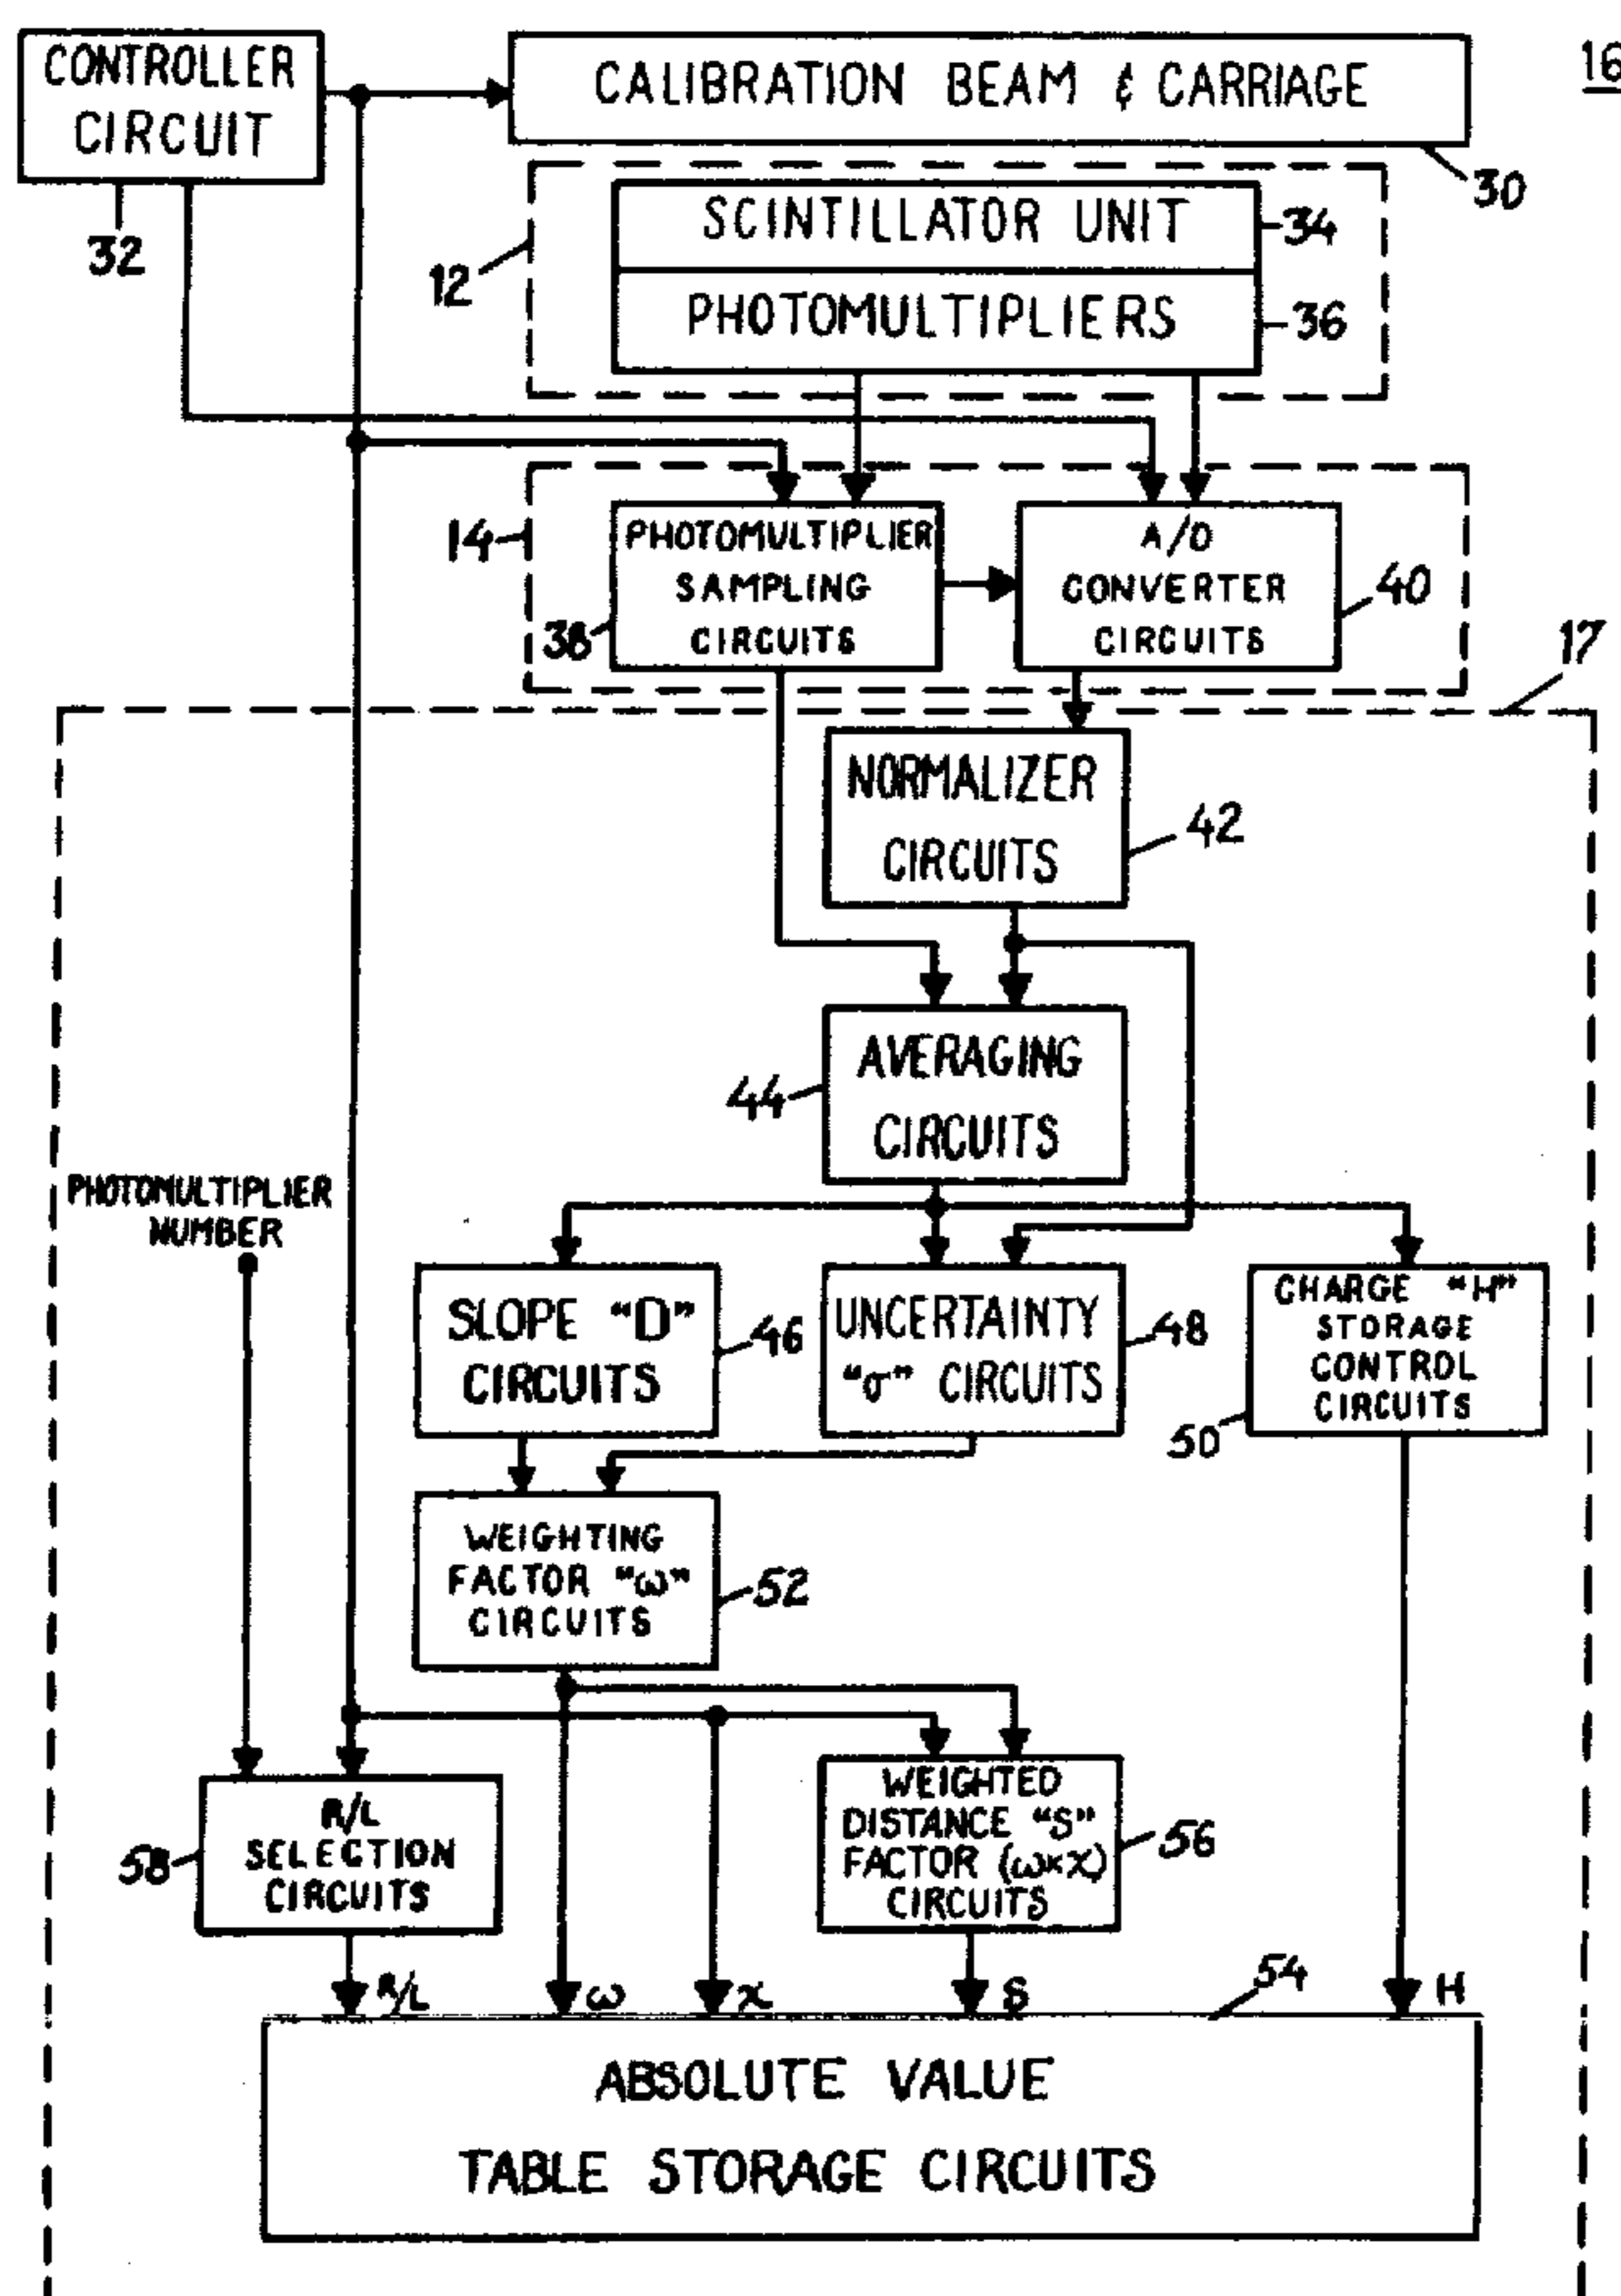 CONTROLLER
CIRCUIT
CALIBRATION BEAM & CARRIAGE
16
30
32
12
SCINTILLATOR UNIT
34
PHOTOMULTIPLIERS
36
14
PHOTOMULTIPLIER
SAMPLING
CIRCUITS
38
A/D
CONVERTER
CIRCUITS
40
17
NORMALIZER
CIRCUITS
42
AVERAGING
CIRCUITS
44
PHOTOMULTIPLIER
NUMBER
SLOPE "D"
CIRCUITS
46
UNCERTAINTY
"σ" CIRCUITS
48
CHARGE "H"
STORAGE
CONTROL
CIRCUITS
50
WEIGHTING
FACTOR "ω"
CIRCUITS
52
R/L
SELECTION
CIRCUITS
58
WEIGHTED
DISTANCE "S"
FACTOR (ω×x)
CIRCUITS
56
R/L
ω
x
S
54
H
ABSOLUTE VALUE
TABLE STORAGE CIRCUITS